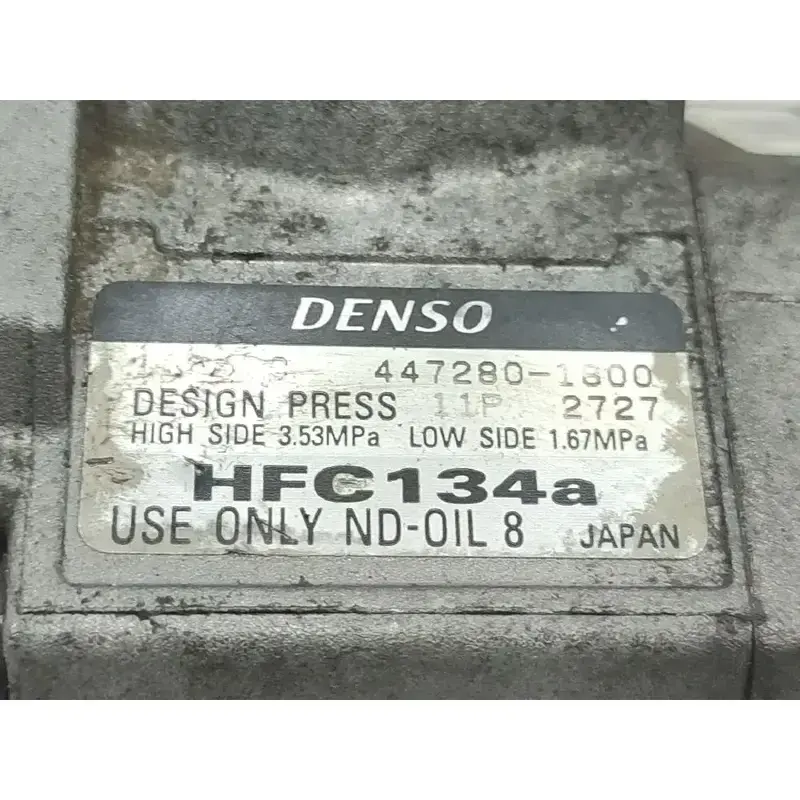 DENSO
447280-1800
DESIGN PRESS 11P 2727
HIGH SIDE 3.53MPa LOW SIDE 1.67MPa
HFC134a
USE ONLY ND-OIL 8 JAPAN